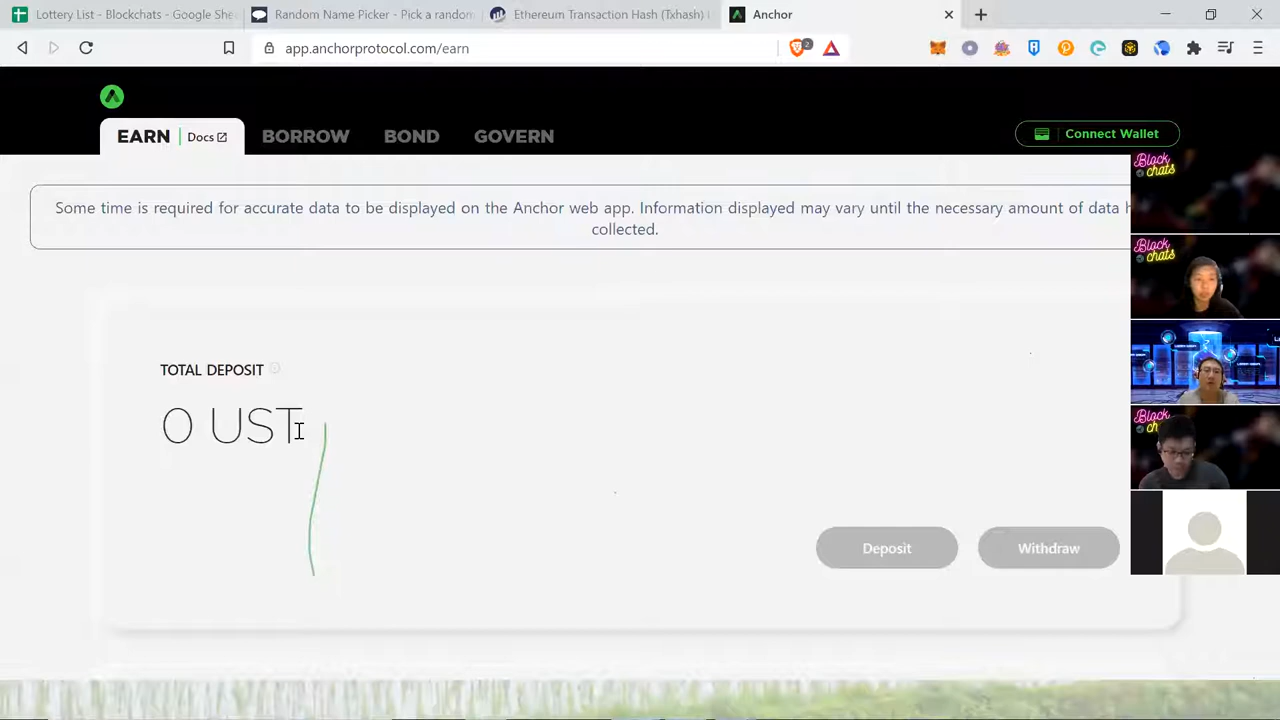 Lottery List - Blockchats - Google She
Random Name Picker - Pick a random
Ethereum Transaction Hash (Txhash)
Anchor
app.anchorprotocol.com/earn
2
EARN
Docs
BORROW
BOND
GOVERN
Connect Wallet
Some time is required for accurate data to be displayed on the Anchor web app. Information displayed may vary until the necessary amount of data h
collected.
TOTAL DEPOSIT
0 UST
Deposit
Withdraw
Block
chats
Block
chats
Block
chats